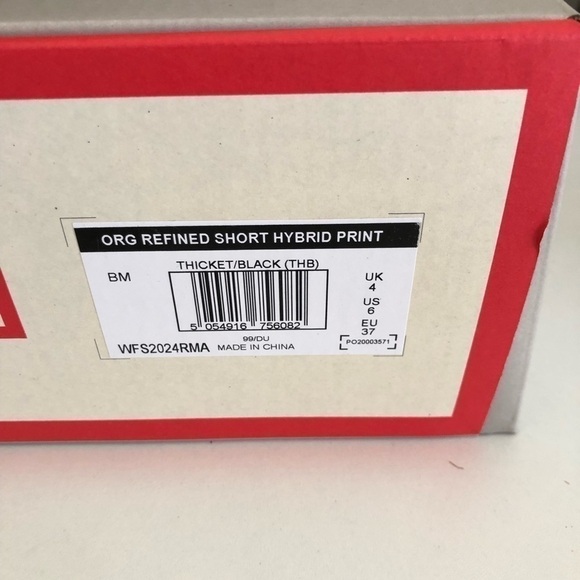 ORG REFINED SHORT HYBRID PRINT
THICKET/BLACK (THB)
BM
UK
4
US
6
EU
37
5 054916 756082
99/DU
WFS2024RMA MADE IN CHINA
PO20003571